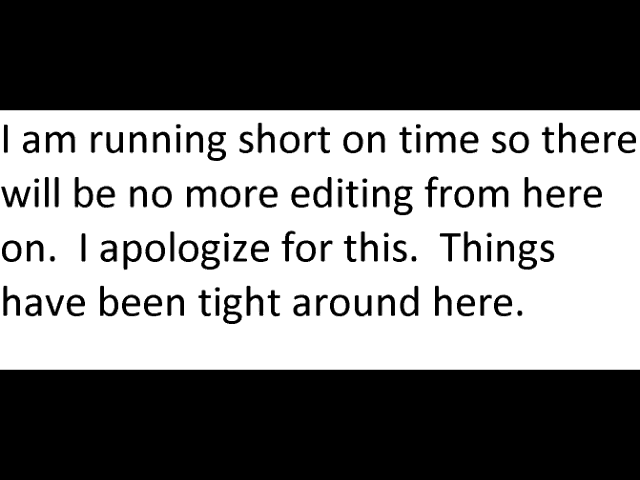 I am running short on time so there
will be no more editing from here
on.  I apologize for this.  Things
have been tight around here.